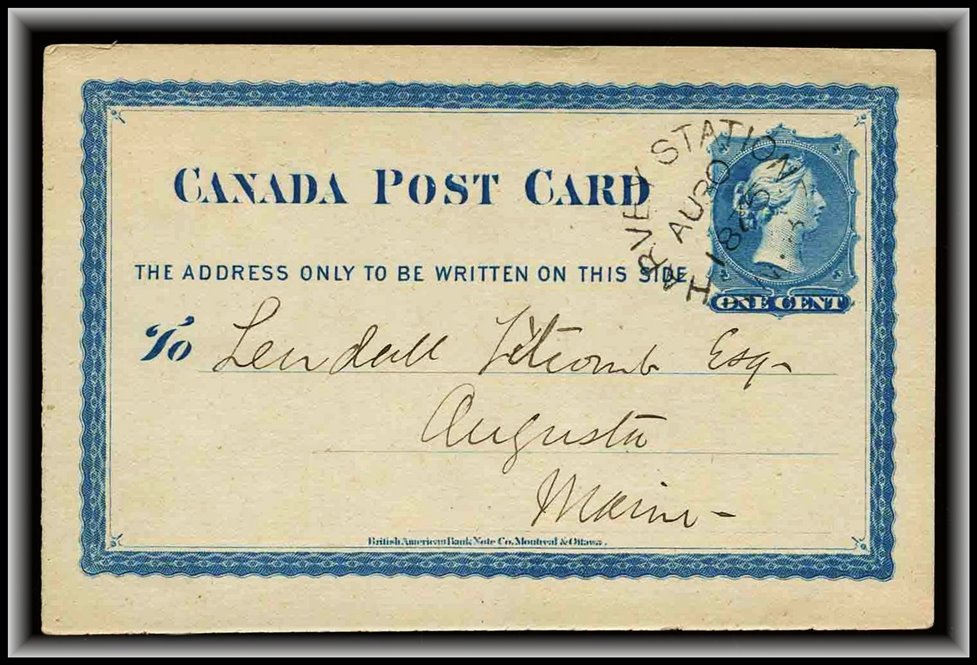 CANADA POST CARD
HARVEY STATION
AU 30
N.B.
ONE CENT
THE ADDRESS ONLY TO BE WRITTEN ON THIS SIDE
To Lendall Titcomb Esq-
Augusta
Maine-
British American Bank Note Co. Montreal & Ottawa.